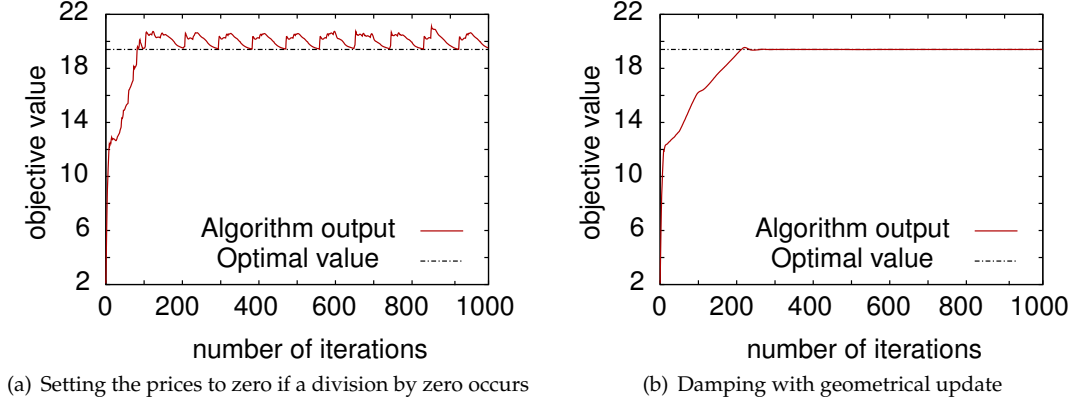 22
18
14
10
6
2
objective value
Algorithm output
Optimal value
0 200 400 600 800 1000
number of iterations
(a) Setting the prices to zero if a division by zero occurs
22
18
14
10
6
2
objective value
Algorithm output
Optimal value
0 200 400 600 800 1000
number of iterations
(b) Damping with geometrical update